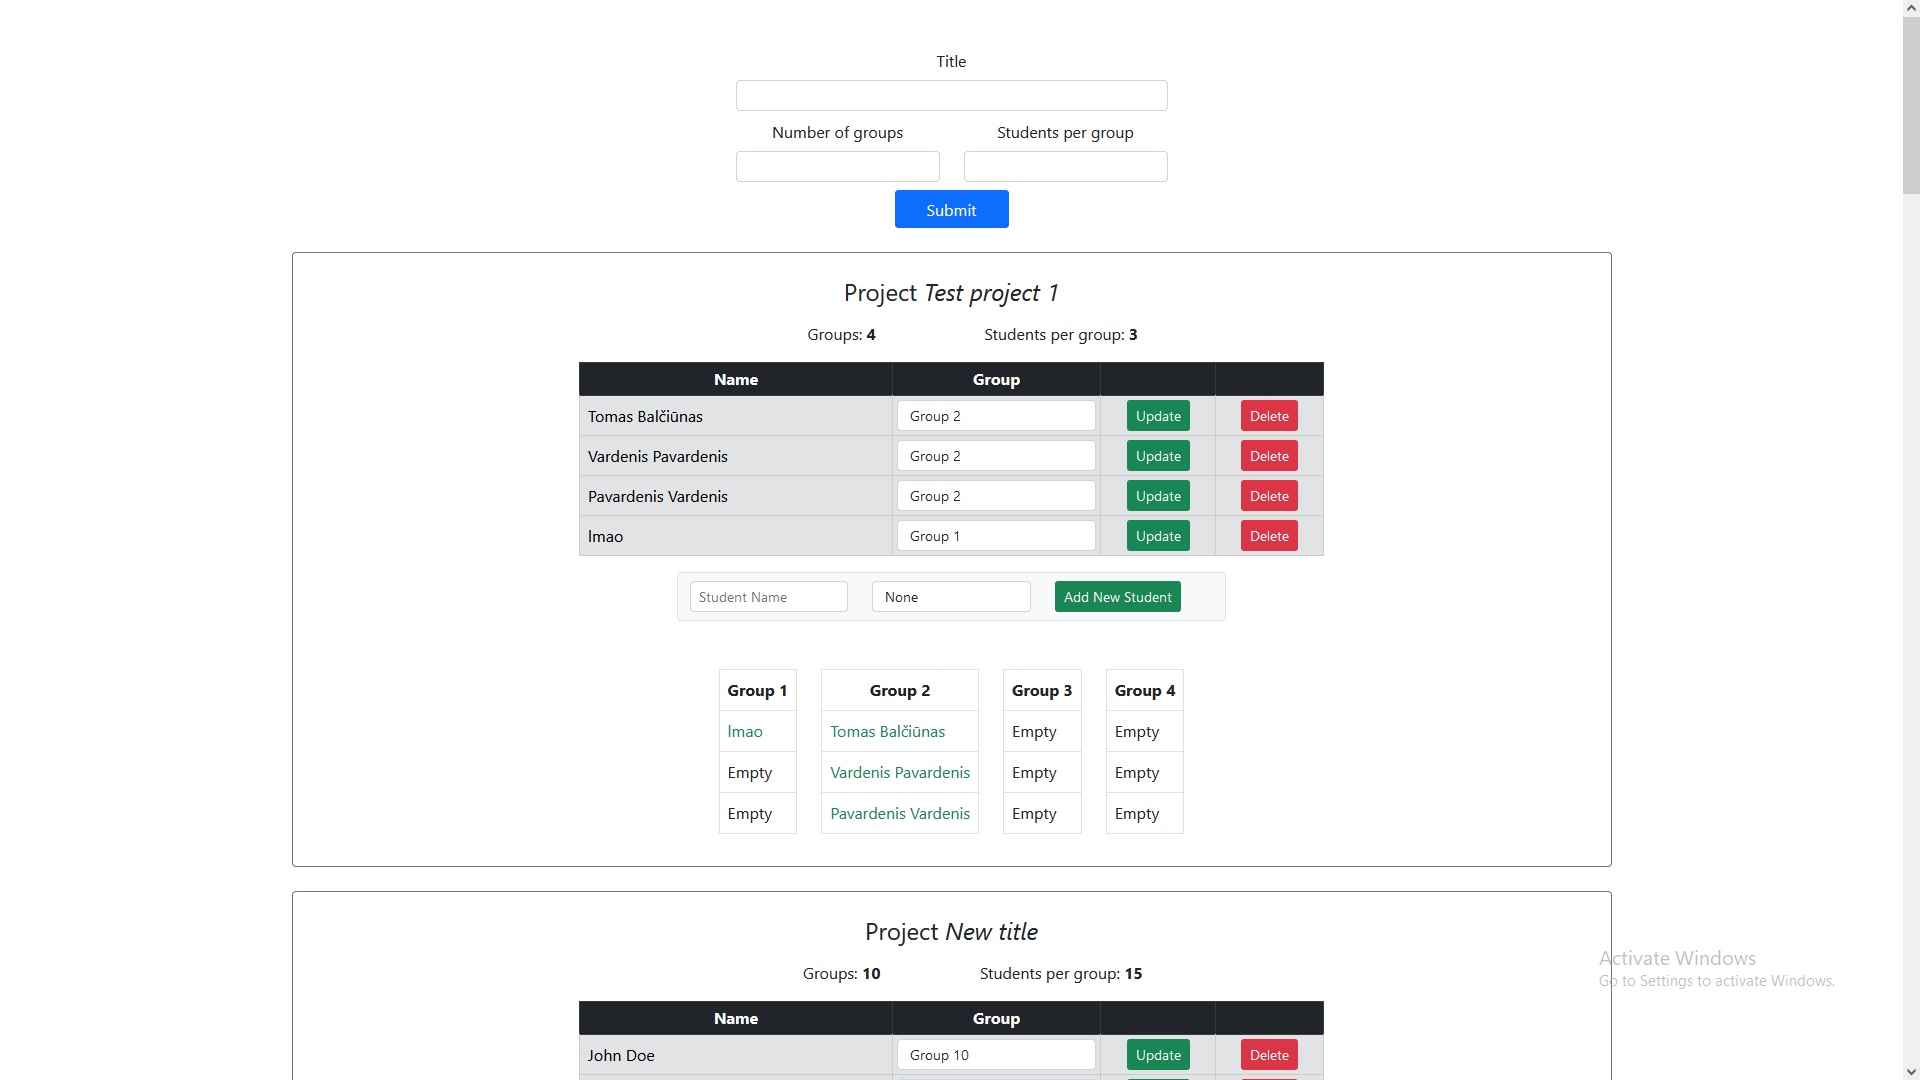 Title
Number of groups Students per group
Submit
Project Test project 1
Groups: 4 Students per group: 3
Name Group
Tomas Balčiūnas Group 2 Update Delete
Vardenis Pavardenis Group 2 Update Delete
Pavardenis Vardenis Group 2 Update Delete
lmao Group 1 Update Delete
Student Name None Add New Student
Group 1 Group 2 Group 3 Group 4
lmao Tomas Balčiūnas Empty Empty
Empty Vardenis Pavardenis Empty Empty
Empty Pavardenis Vardenis Empty Empty
Project New title
Groups: 10 Students per group: 15
Activate Windows
Go to Settings to activate Windows.
Name Group
John Doe Group 10 Update Delete